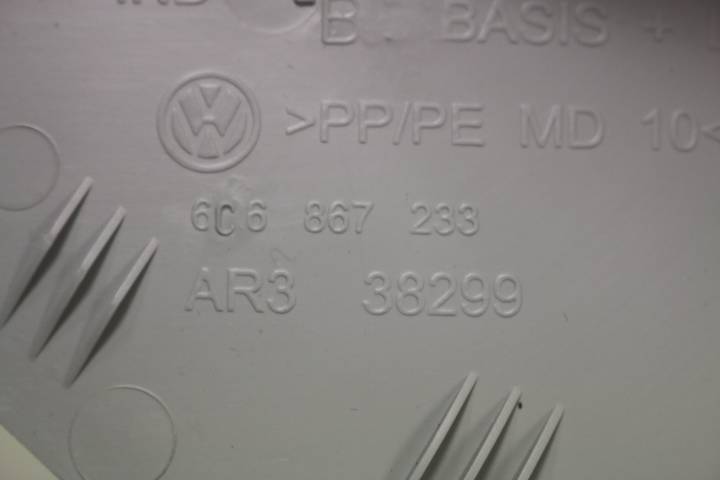 B. BASIS +
>PP/PE MD 10<
6C6 867 233
AR3 38299